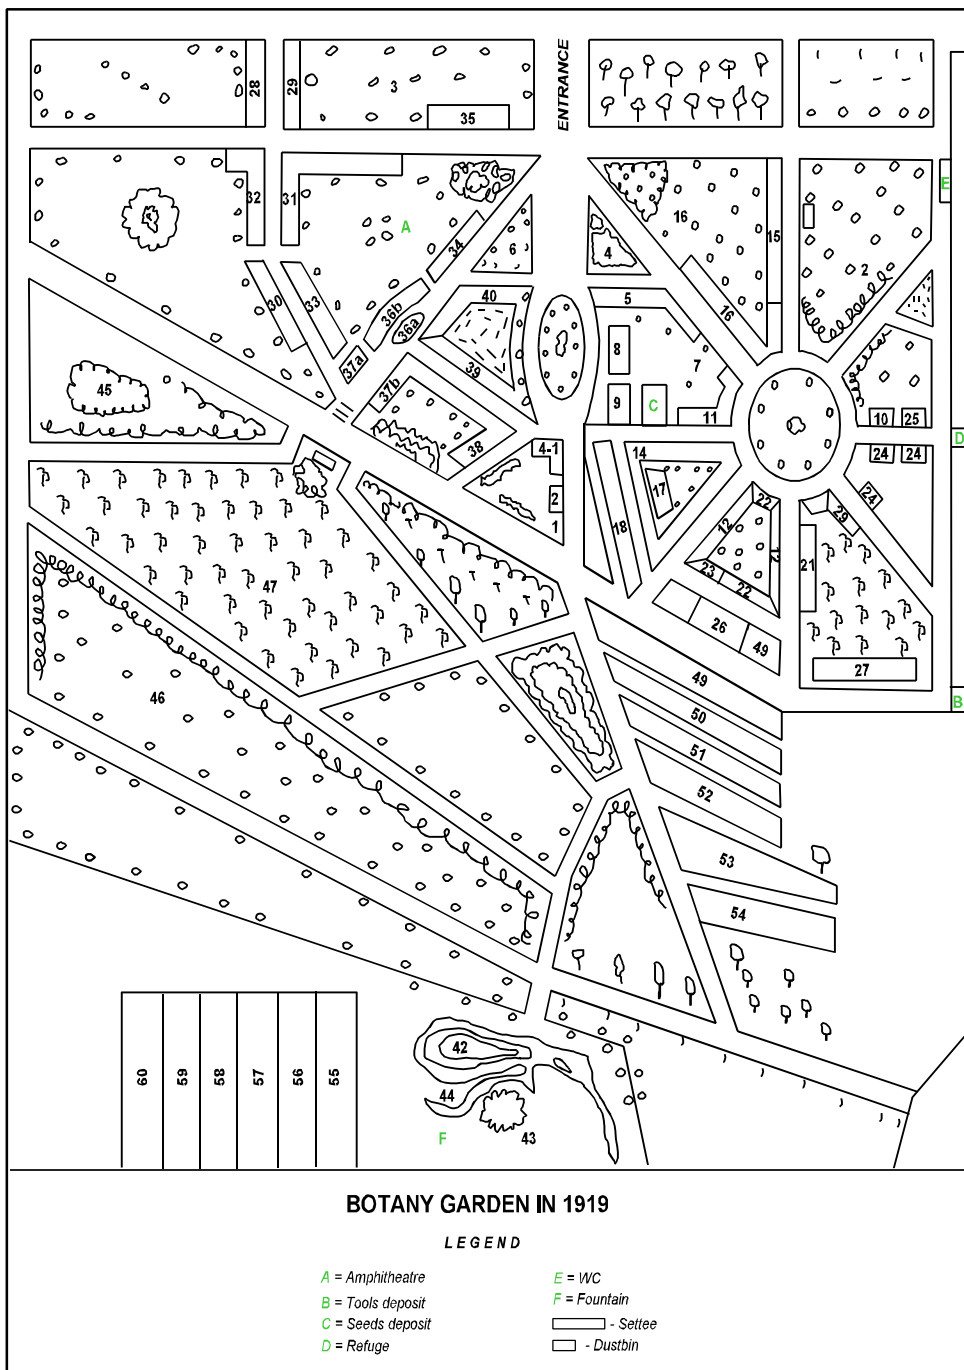 ENTRANCE
28
29
3
35
E
32
31
A
34
6
4
16
15
2
30
33
36b
36a
40
5
16
37a
39
8
7
45
37b
9
C
11
10
25
38
4-1
14
D
24
24
2
17
24
1
18
22
12
29
12
21
47
23
22
26
49
27
49
46
50
B
51
52
53
54
42
44
43
F
60
59
58
57
56
55
BOTANY GARDEN IN 1919
LEGEND
A = Amphitheatre
B = Tools deposit
C = Seeds deposit
D = Refuge
E = WC
F = Fountain
- Settee
- Dustbin